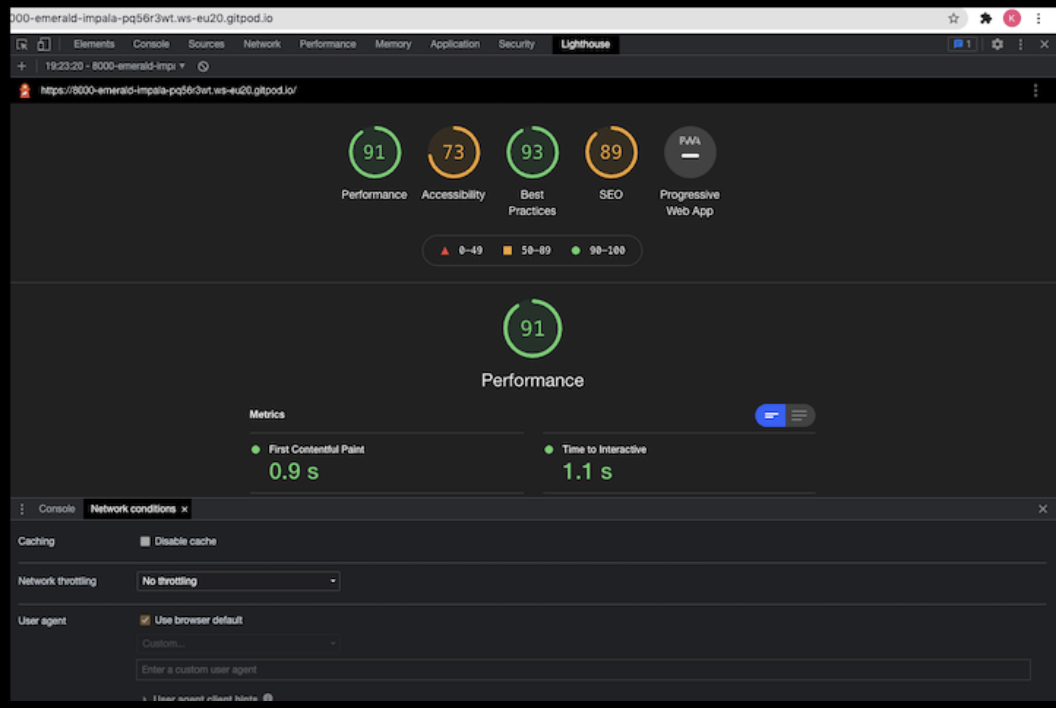 000-emerald-impala-pq56r3wt.ws-eu20.gitpod.io K
Elements Console Sources Network Performance Memory Application Security Lighthouse 1
+ 19:23:20 - 8000-emerald-imp
https://8000-emerald-impala-pq56r3wt.ws-eu20.gitpod.io/
91 73 93 89 PWA
Performance Accessibility Best Practices SEO Progressive Web App
0–49 50–89 90–100
91
Performance
Metrics
First Contentful Paint Time to Interactive
0.9 s 1.1 s
Console Network conditions ×
Caching Disable cache
Network throttling No throttling
User agent Use browser default
Custom...
Enter a custom user agent
User agent client hints